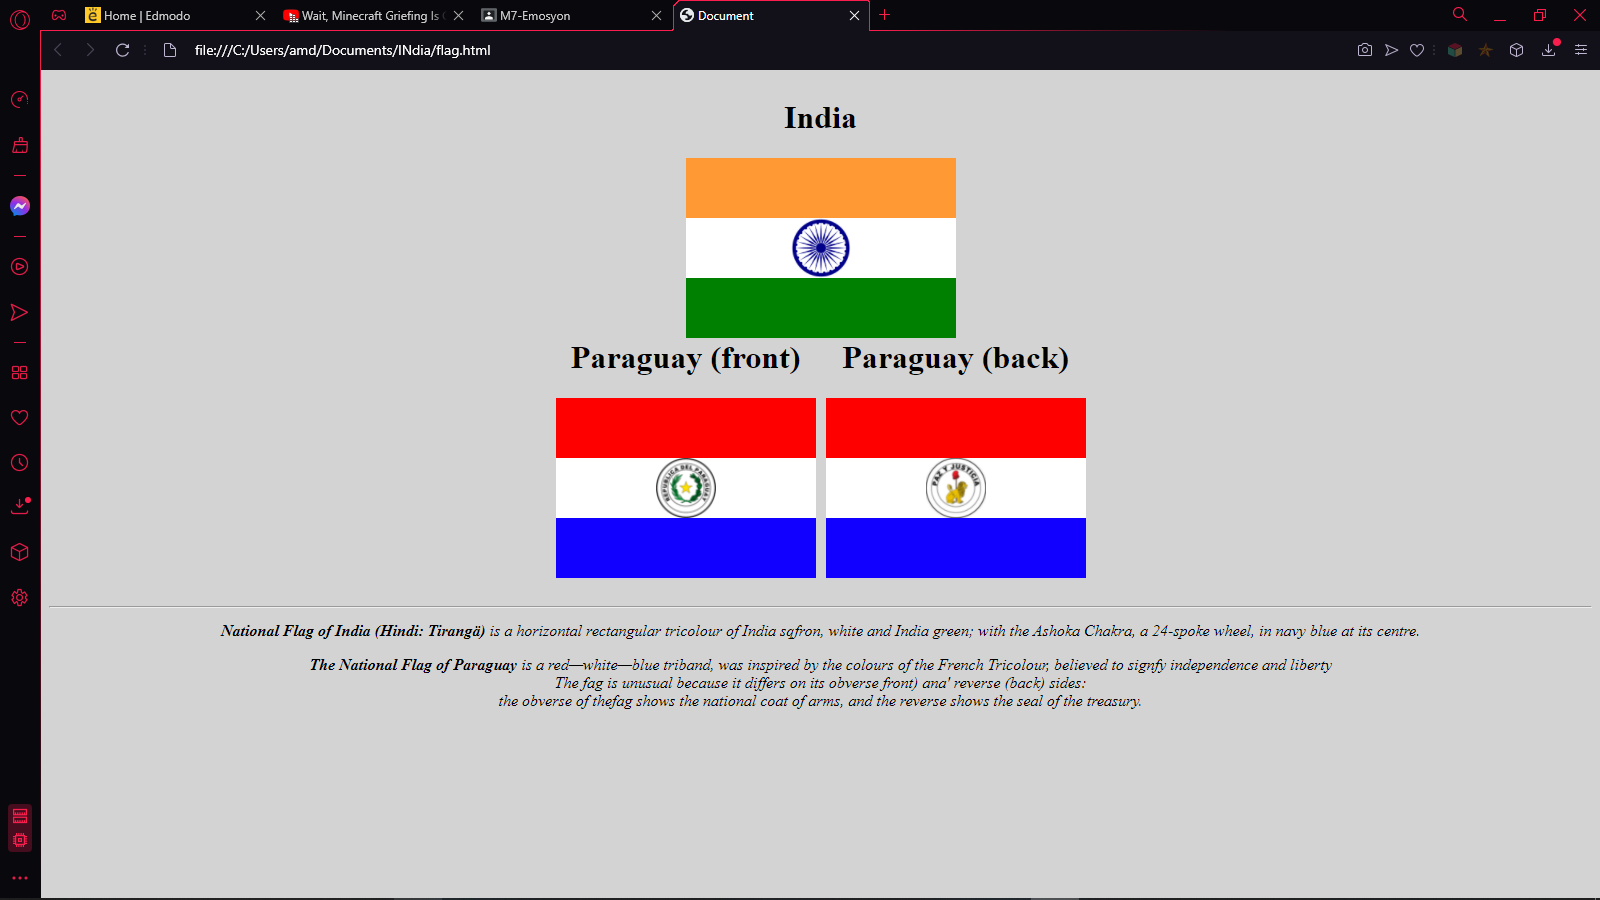 Home | Edmodo
Wait, Minecraft Griefing Is
M7-Emosyon
Document
file:///C:/Users/amd/Documents/INdia/flag.html
India
Paraguay (front)
Paraguay (back)
REPUBLICA DEL PARAGUAY
PAZ Y JUSTICIA
National Flag of India (Hindi: Tirangä) is a horizontal rectangular tricolour of India sqfron, white and India green; with the Ashoka Chakra, a 24-spoke wheel, in navy blue at its centre.
The National Flag of Paraguay is a red—white—blue triband, was inspired by the colours of the French Tricolour, believed to signfy independence and liberty
The fag is unusual because it differs on its obverse front) ana' reverse (back) sides:
the obverse of thefag shows the national coat of arms, and the reverse shows the seal of the treasury.